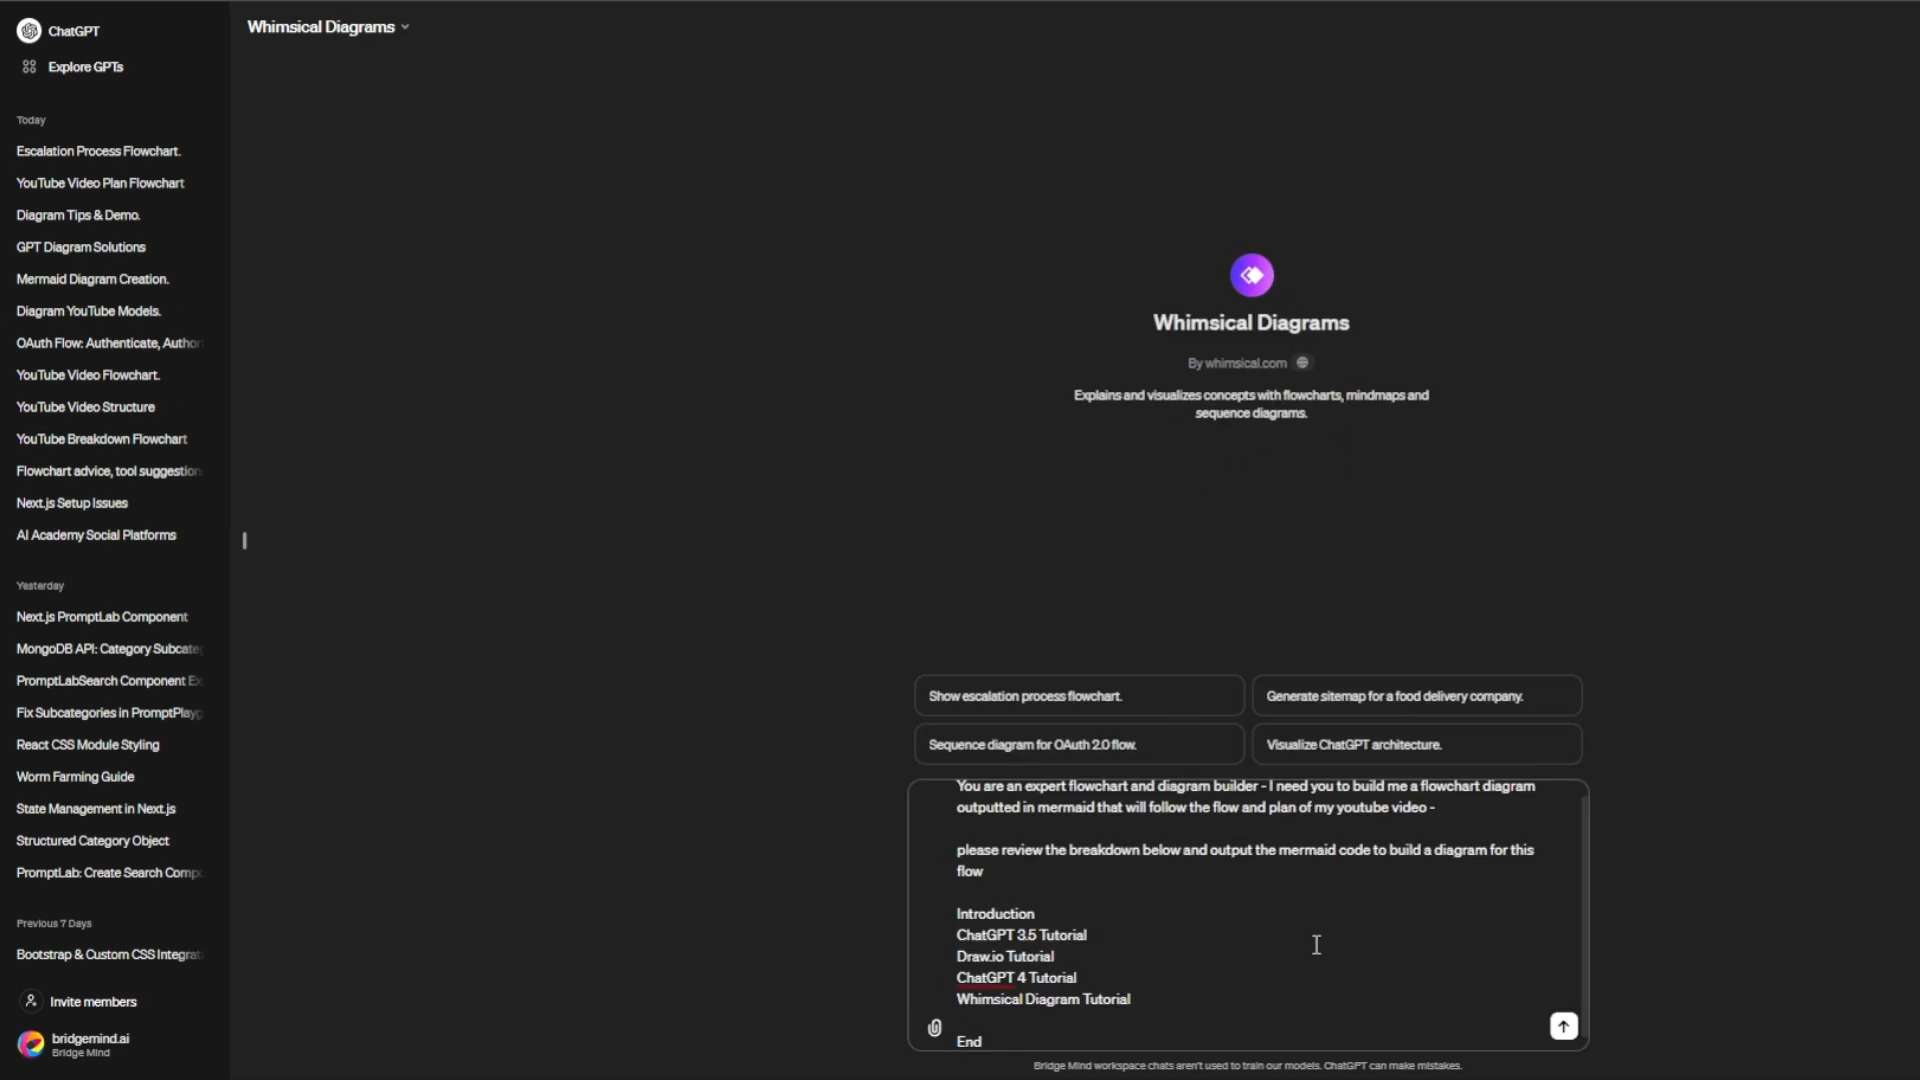 ChatGPT
Explore GPTs
Today
Escalation Process Flowchart.
YouTube Video Plan Flowchart
Diagram Tips & Demo.
GPT Diagram Solutions
Mermaid Diagram Creation.
Diagram YouTube Models.
OAuth Flow: Authenticate, Author
YouTube Video Flowchart.
YouTube Video Structure
YouTube Breakdown Flowchart
Flowchart advice, tool suggestion
Next.js Setup Issues
AI Academy Social Platforms
Yesterday
Next.js PromptLab Component
MongoDB API: Category Subcate
PromptLabSearch Component Ex
Fix Subcategories in PromptPlayg
React CSS Module Styling
Worm Farming Guide
State Management in Next.js
Structured Category Object
PromptLab: Create Search Compo
Previous 7 Days
Bootstrap & Custom CSS Integrat
Invite members
bridgemind.ai
Bridge Mind
Whimsical Diagrams
Whimsical Diagrams
By whimsical.com
Explains and visualizes concepts with flowcharts, mindmaps and
sequence diagrams.
Show escalation process flowchart.
Generate sitemap for a food delivery company.
Sequence diagram for OAuth 2.0 flow.
Visualize ChatGPT architecture.
You are an expert flowchart and diagram builder - I need you to build me a flowchart diagram
outputted in mermaid that will follow the flow and plan of my youtube video -
please review the breakdown below and output the mermaid code to build a diagram for this
flow
Introduction
ChatGPT 3.5 Tutorial
Draw.io Tutorial
ChatGPT 4 Tutorial
Whimsical Diagram Tutorial
End
Bridge Mind workspace chats aren't used to train our models. ChatGPT can make mistakes.